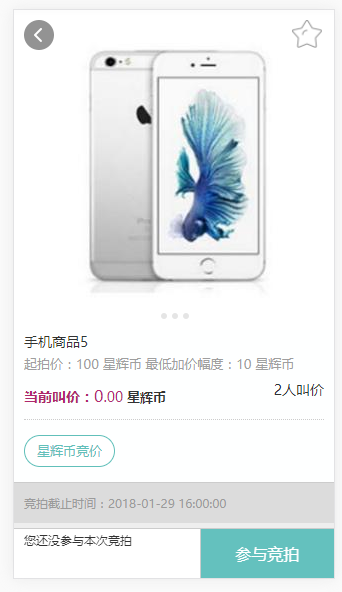 手机商品5
起拍价：100 星辉币 最低加价幅度：10 星辉币
当前叫价：0.00 星辉币 2人叫价
星辉币竞价
竞拍截止时间：2018-01-29 16:00:00
您还没参与本次竞拍 参与竞拍